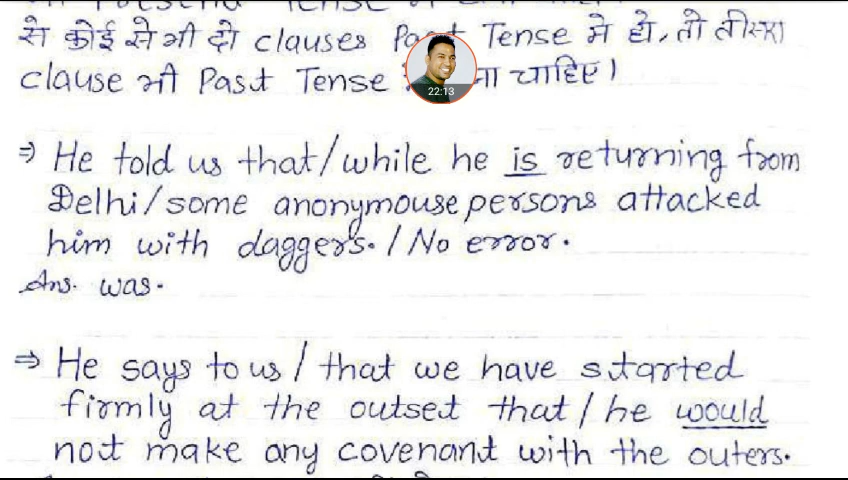 से कोई से भी दो clauses Past Tense में हो, तो तीसरा
clause भी Past Tense चाहिए।
22:13
⇒ He told us that/while he is returning from
Delhi/some anonymouse persons attacked
him with daggers./No error.
Ans. was.
⇒ He says to us/that we have started
firmly at the outset that/he would
not make any covenant with the outers.